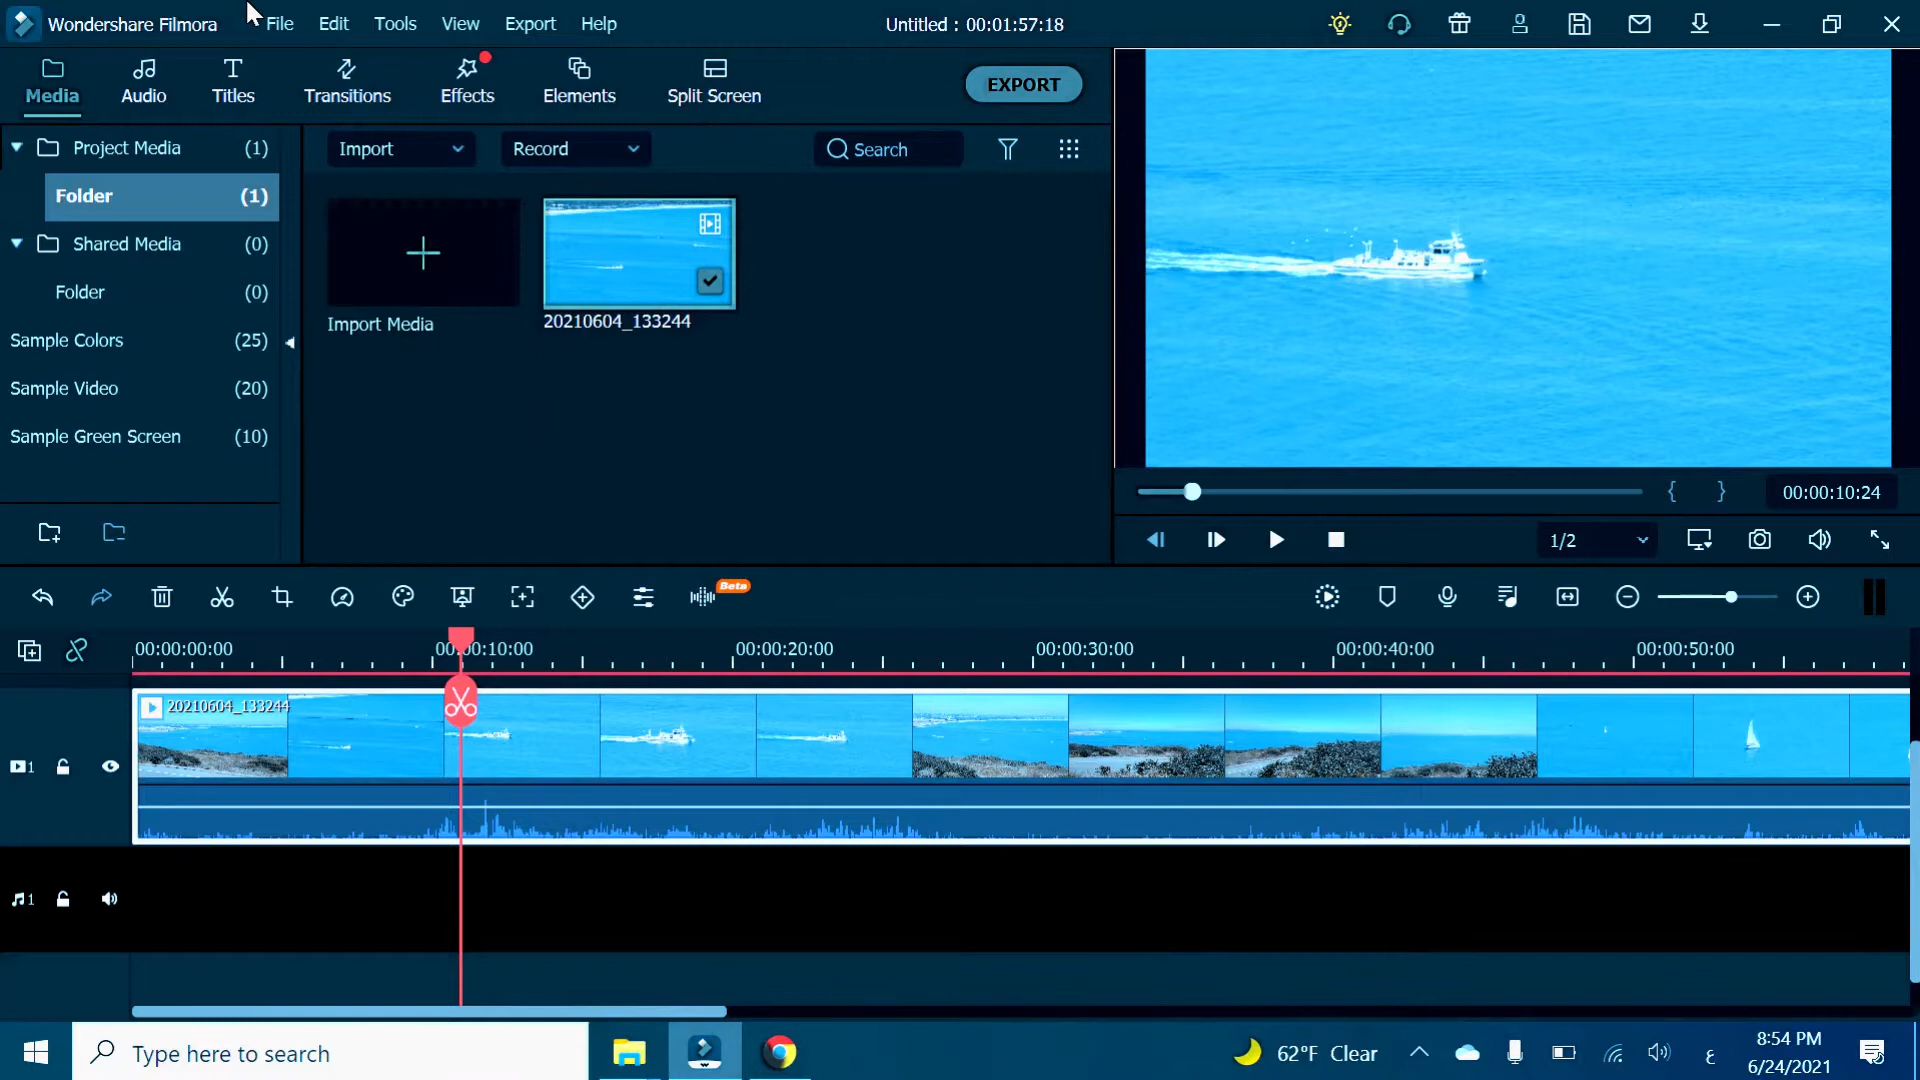 Wondershare Filmora
File Edit Tools View Export Help
Untitled : 00:01:57:18
Media Audio Titles Transitions Effects Elements Split Screen
EXPORT
Project Media (1)
Folder (1)
Shared Media (0)
Folder (0)
Sample Colors (25)
Sample Video (20)
Sample Green Screen (10)
Import Record Search
Import Media
20210604_133244
00:00:10:24
1/2
Beta
00:00:00:00 00:00:10:00 00:00:20:00 00:00:30:00 00:00:40:00 00:00:50:00
20210604_133244
1
1
Type here to search
62°F Clear
ع
8:54 PM
6/24/2021